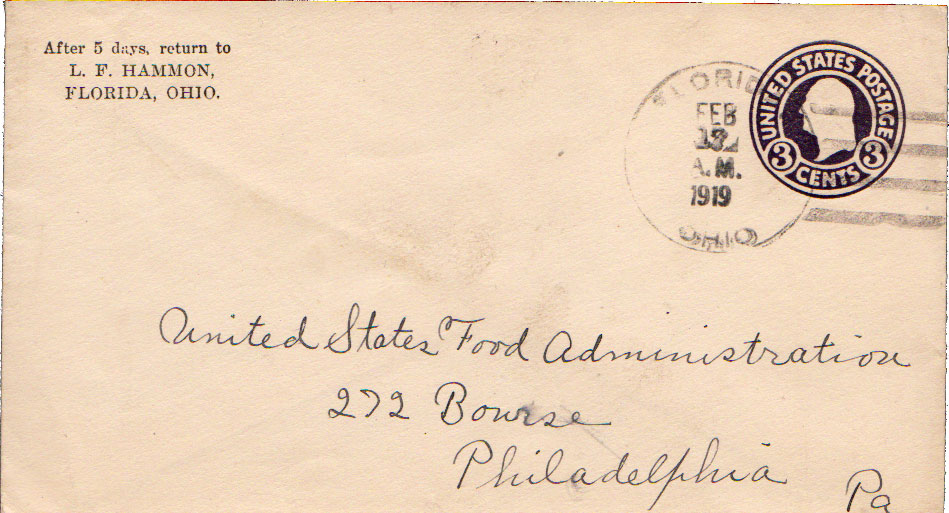 After 5 days, return to
L. F. HAMMON,
FLORIDA, OHIO.
FLORIDA
FEB
A.M.
1919
OHIO
UNITED STATES POSTAGE
3 CENTS 3
United States Food Administration
272 Bourse
Philadelphia
Pa